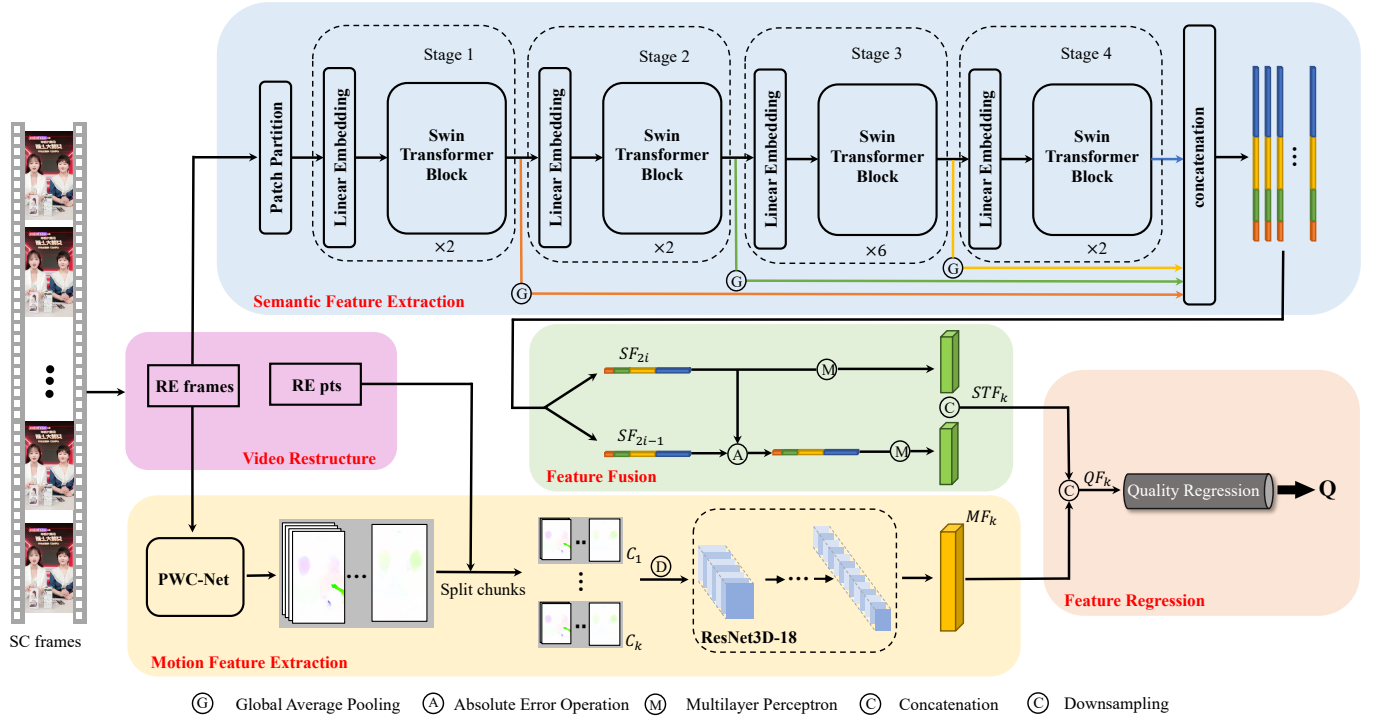 Stage 1
Stage 2
Stage 3
Stage 4
Patch Partition
Linear Embedding
Swin
Transformer
Block
×2
Linear Embedding
Swin
Transformer
Block
×2
Linear Embedding
Swin
Transformer
Block
×6
Linear Embedding
Swin
Transformer
Block
×2
concatenation
G
G
G
Semantic Feature Extraction
SC frames
RE frames
RE pts
Video Restructure
SF₂ᵢ
M
SF₂ᵢ₋₁
A
M
C
STFₖ
Feature Fusion
C
QFₖ
Quality Regression
Q
Feature Regression
PWC-Net
Split chunks
C₁
Cₖ
D
ResNet3D-18
MFₖ
Motion Feature Extraction
G Global Average Pooling A Absolute Error Operation M Multilayer Perceptron C Concatenation C Downsampling